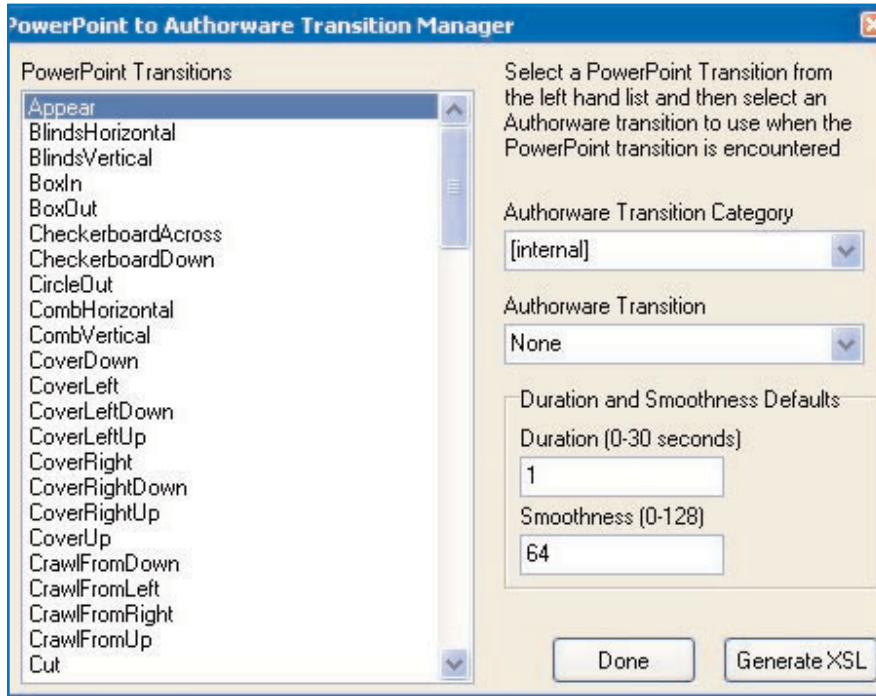 PowerPoint to Authorware Transition Manager
PowerPoint Transitions
Appear
BlindsHorizontal
BlindsVertical
BoxIn
BoxOut
CheckerboardAcross
CheckerboardDown
CircleOut
CombHorizontal
CombVertical
CoverDown
CoverLeft
CoverLeftDown
CoverLeftUp
CoverRight
CoverRightDown
CoverRightUp
CoverUp
CrawlFromDown
CrawlFromLeft
CrawlFromRight
CrawlFromUp
Cut
Select a PowerPoint Transition from
the left hand list and then select an
Authorware transition to use when the
PowerPoint transition is encountered
Authorware Transition Category
[internal]
Authorware Transition
None
Duration and Smoothness Defaults
Duration (0-30 seconds)
1
Smoothness (0-128)
64
Done
Generate XSL